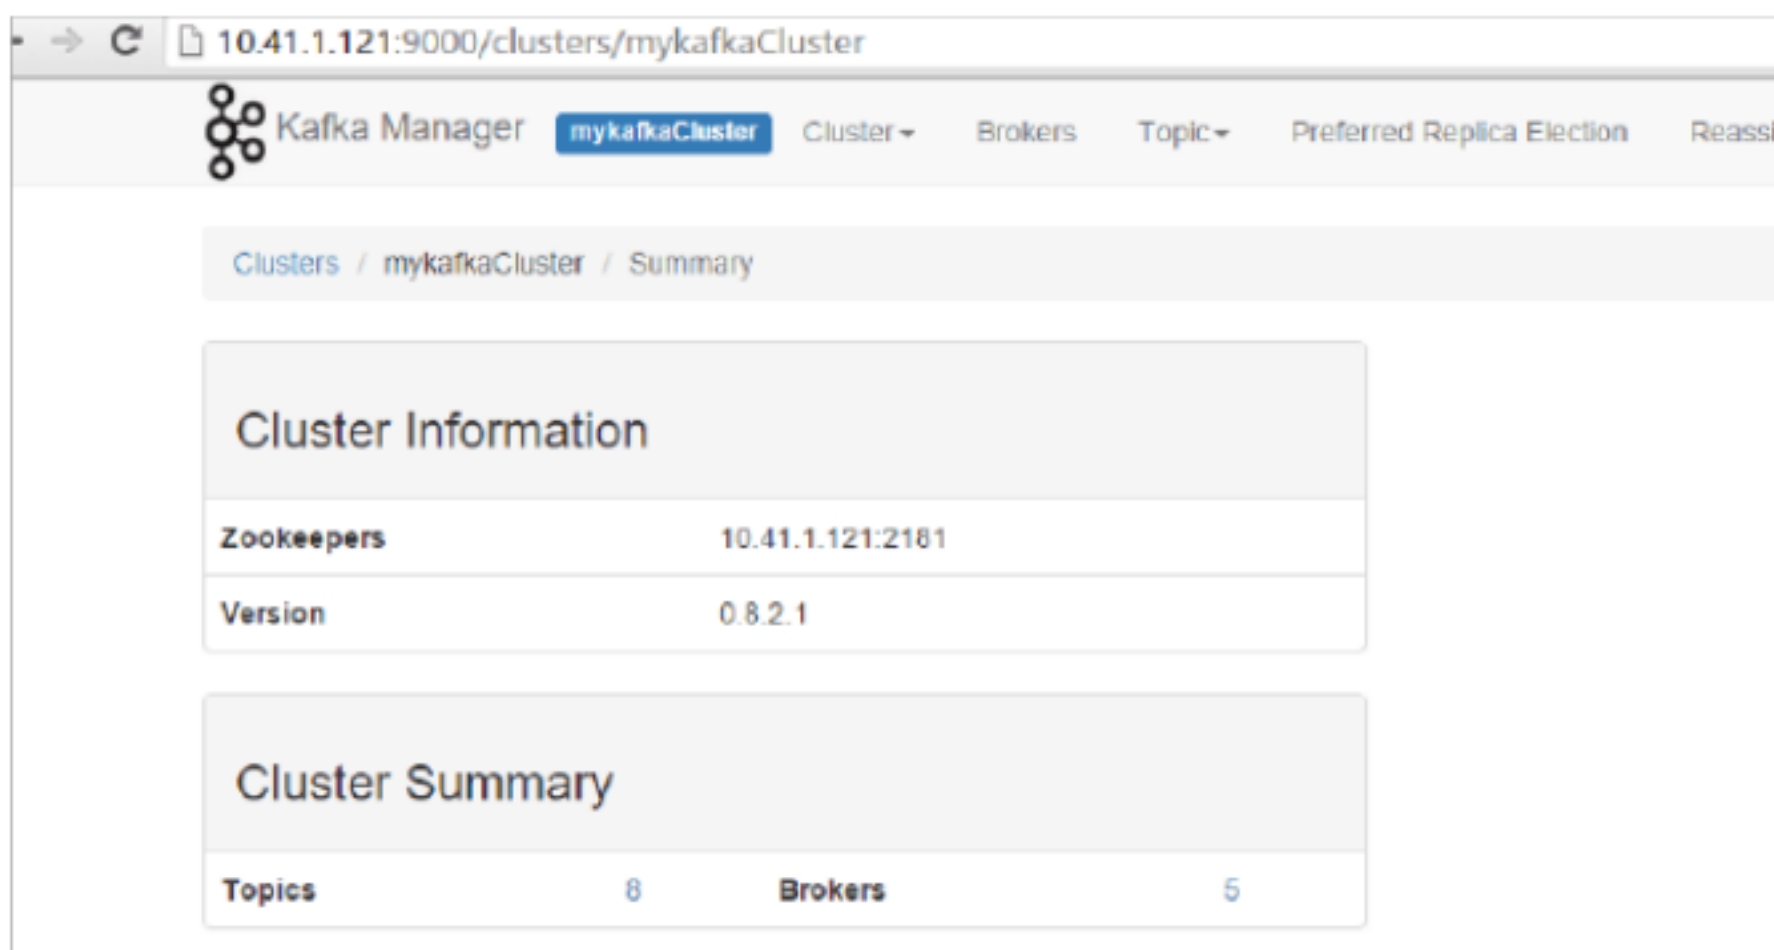 10.41.1.121:9000/clusters/mykafkaCluster
Kafka Manager mykafkaCluster Cluster Brokers Topic Preferred Replica Election Reassi
Clusters / mykafkaCluster / Summary
Cluster Information
Zookeepers 10.41.1.121:2181
Version 0.8.2.1
Cluster Summary
Topics 8 Brokers 5